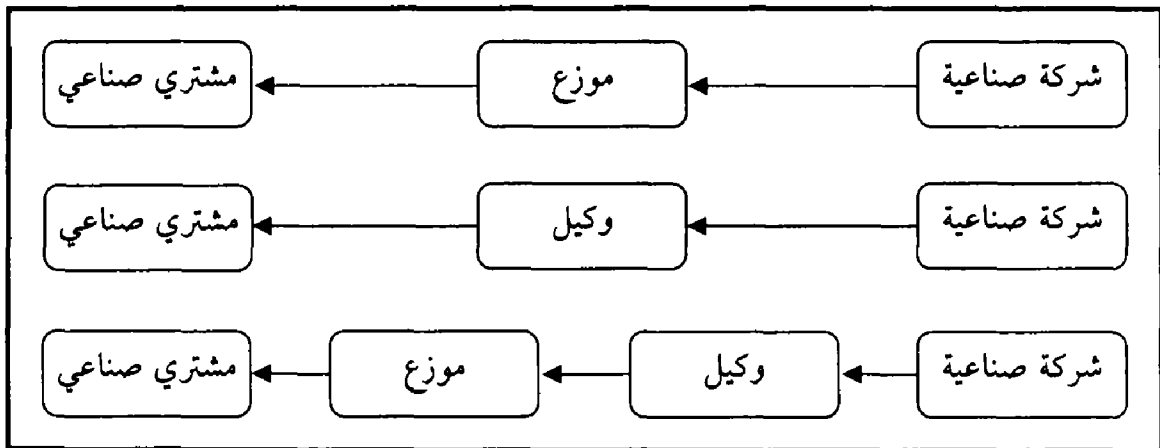 شركة صناعية موزع مشتري صناعي
شركة صناعية وكيل مشتري صناعي
شركة صناعية وكيل موزع مشتري صناعي